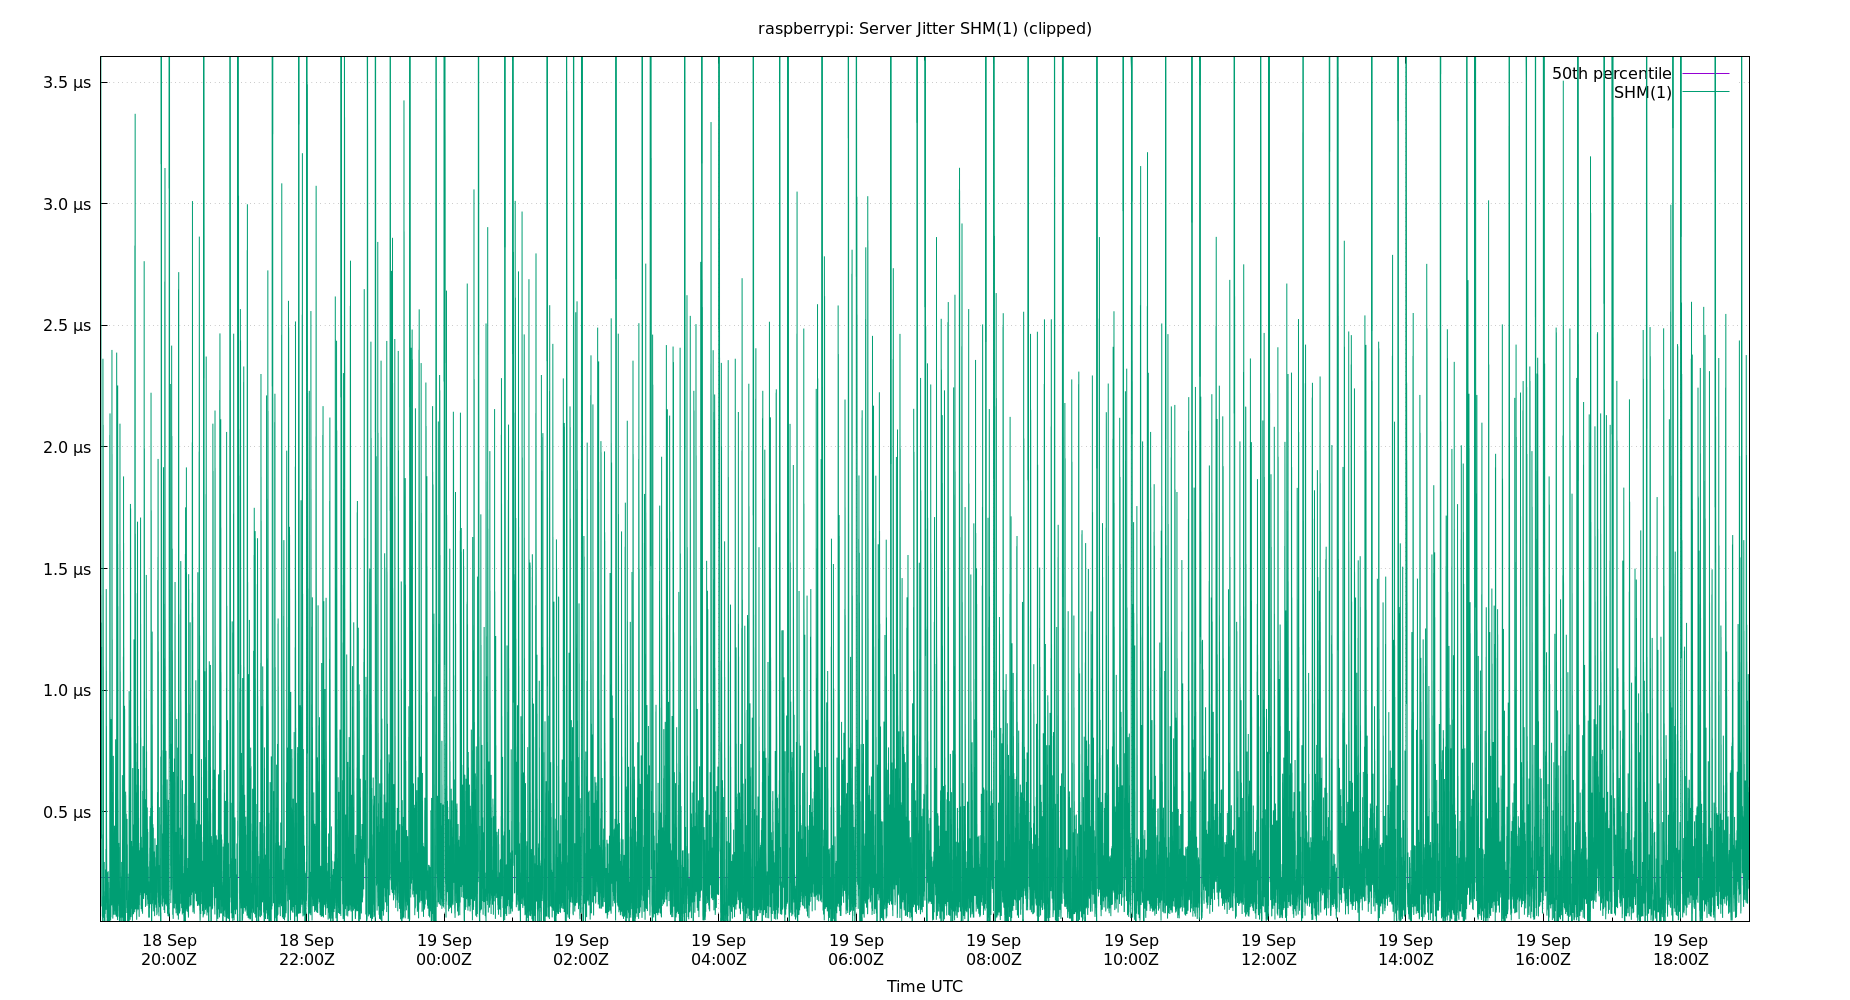 raspberrypi: Server Jitter SHM(1) (clipped)
50th percentile
SHM(1)
3.5 µs
3.0 µs
2.5 µs
2.0 µs
1.5 µs
1.0 µs
0.5 µs
18 Sep 18 Sep 19 Sep 19 Sep 19 Sep 19 Sep 19 Sep 19 Sep 19 Sep 19 Sep 19 Sep 19 Sep
20:00Z 22:00Z 00:00Z 02:00Z 04:00Z 06:00Z 08:00Z 10:00Z 12:00Z 14:00Z 16:00Z 18:00Z
Time UTC